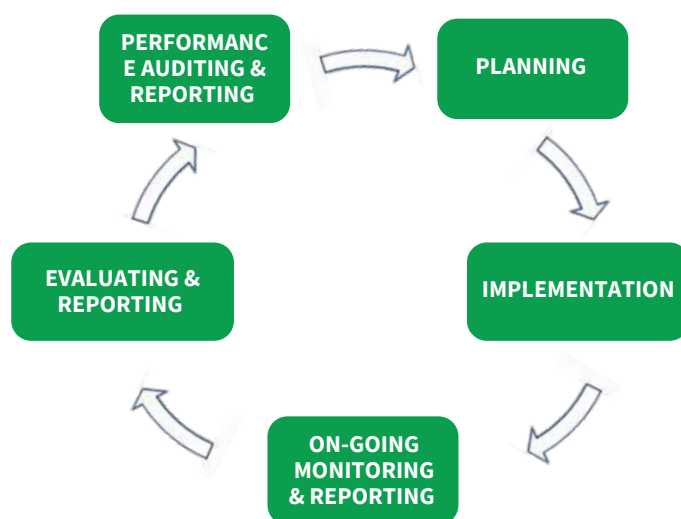 PERFORMANC
E AUDITING &
REPORTING
PLANNING
EVALUATING &
REPORTING
IMPLEMENTATION
ON-GOING
MONITORING
& REPORTING